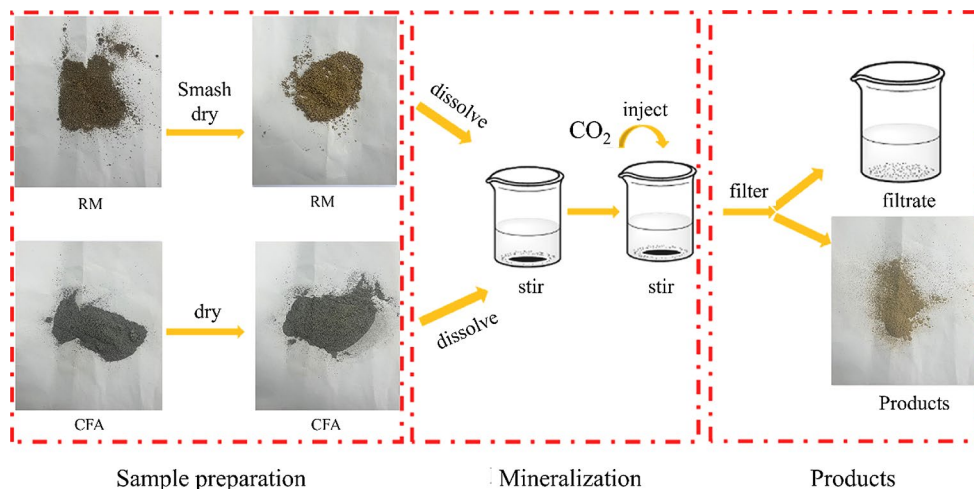 Smash
dry
RM
RM
dry
CFA
CFA
dissolve
dissolve
CO₂
inject
stir
stir
filter
filtrate
Products
Sample preparation
Mineralization
Products